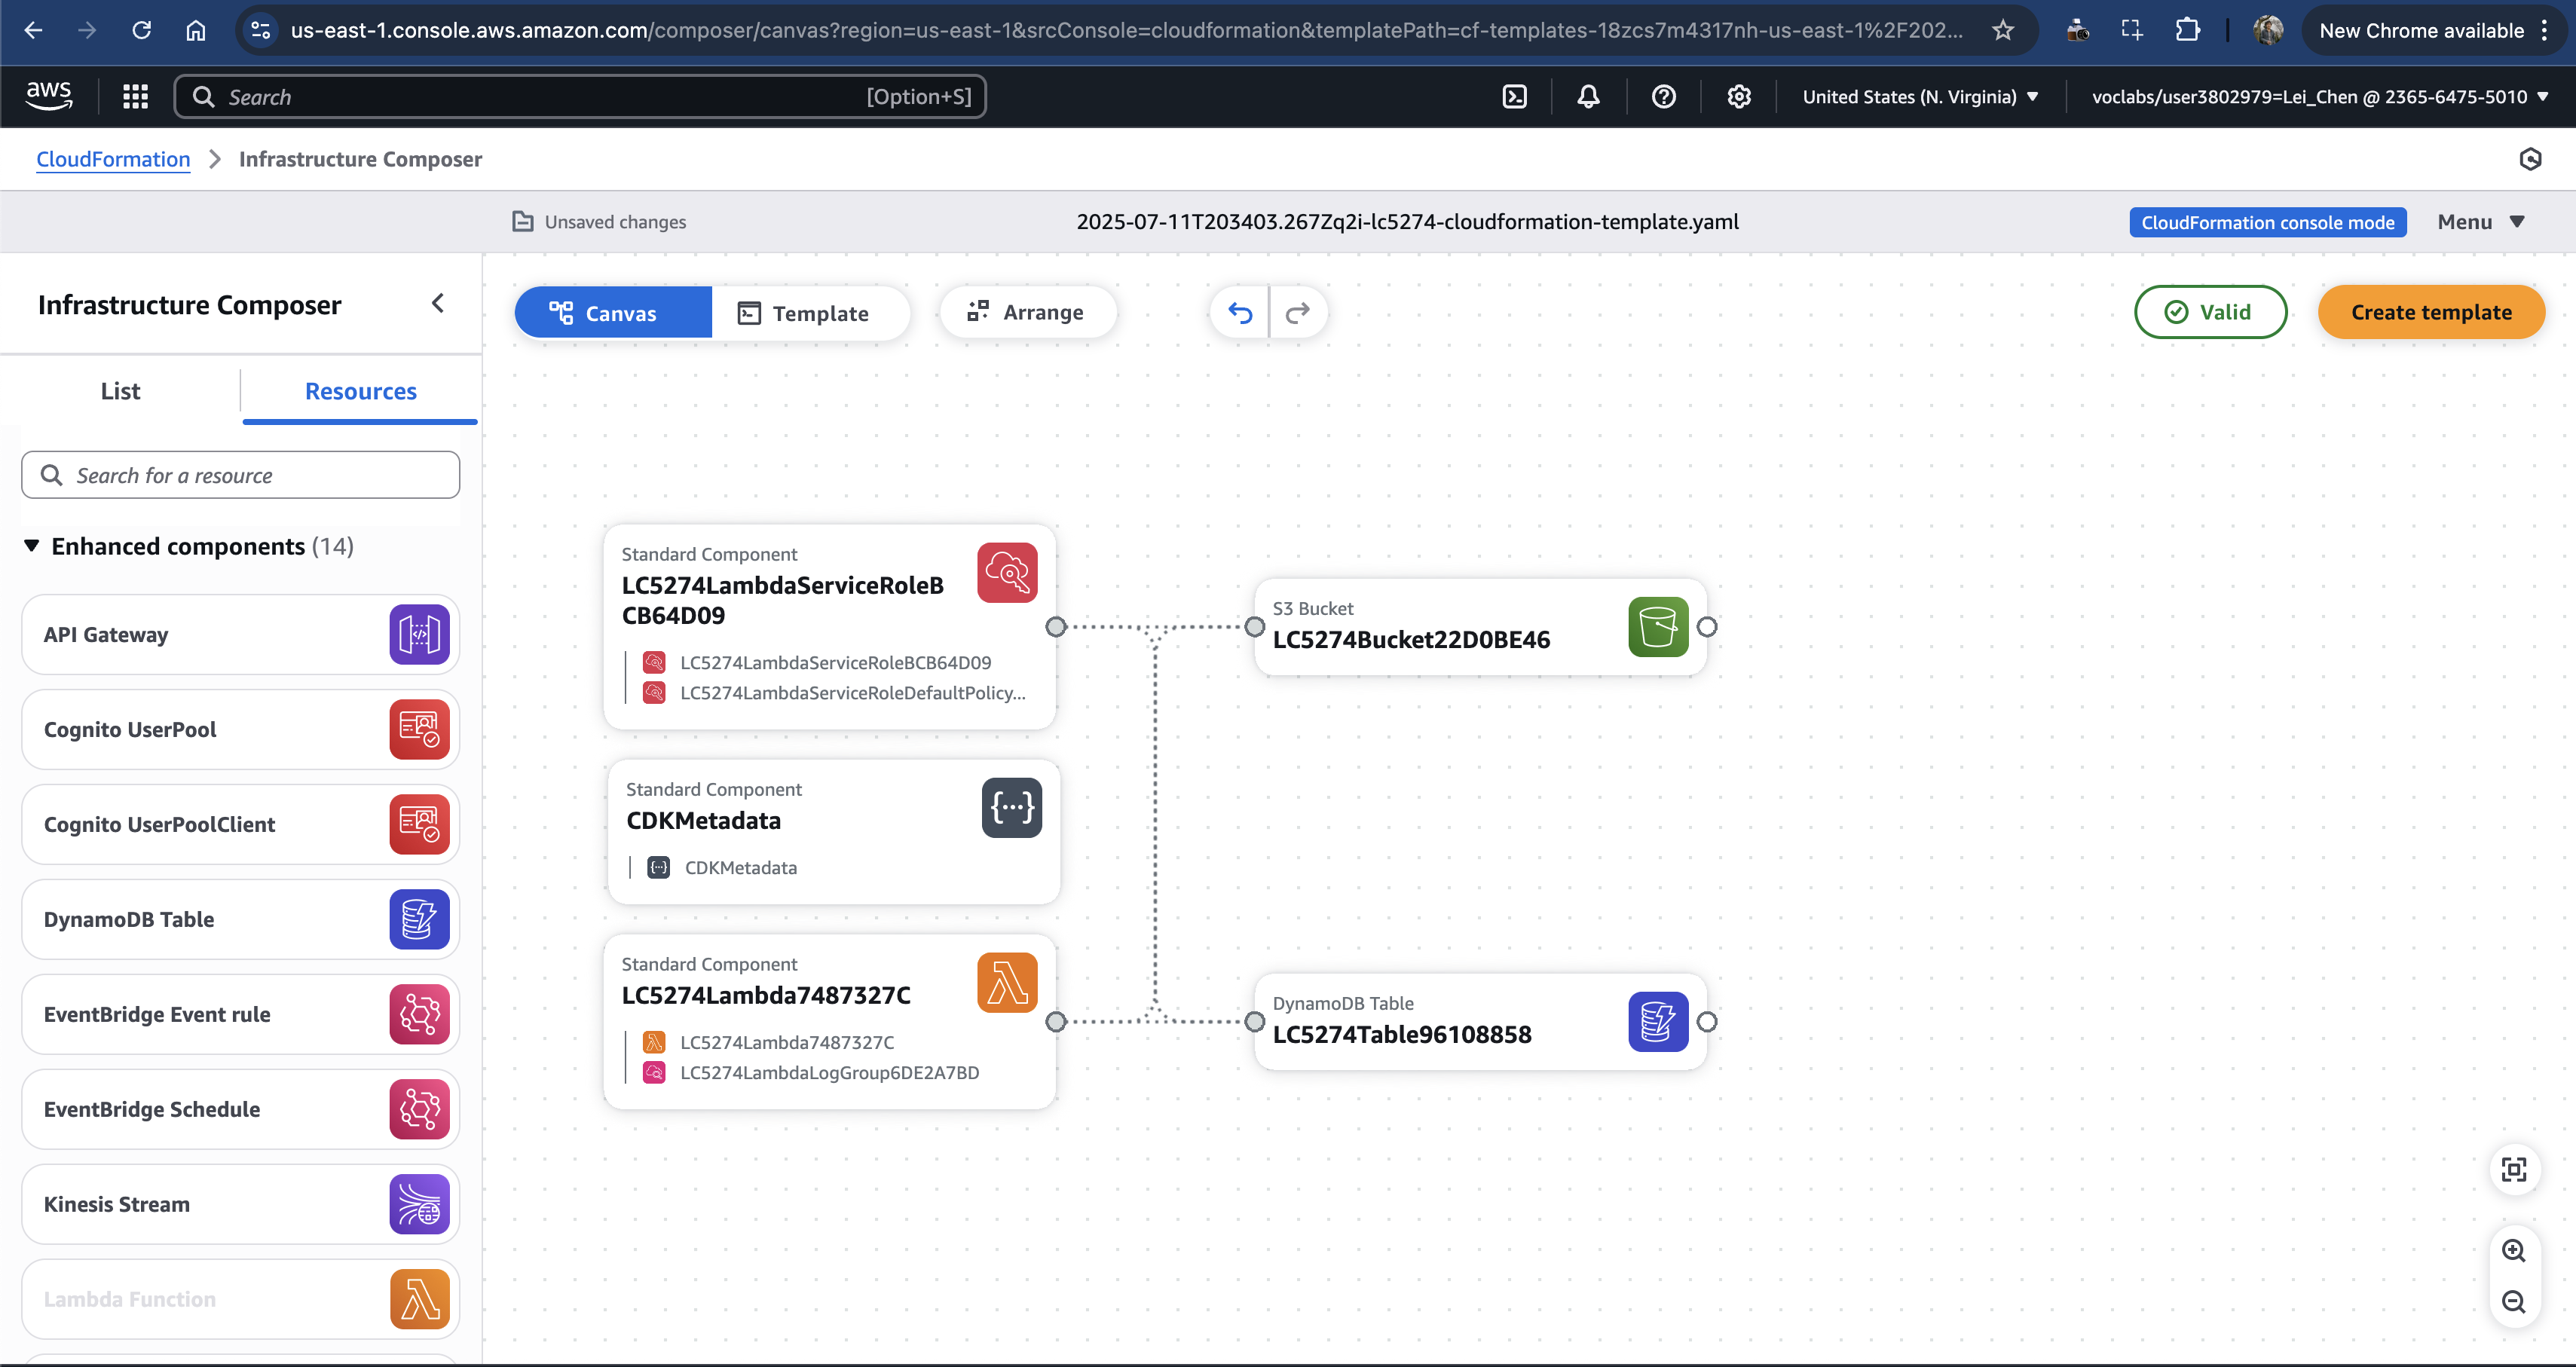 us-east-1.console.aws.amazon.com/composer/canvas?region=us-east-1&srcConsole=cloudformation&templatePath=cf-templates-18zcs7m4317nh-us-east-1%2F202...
New Chrome available
aws
Search
[Option+S]
United States (N. Virginia)
voclabs/user3802979=Lei_Chen @ 2365-6475-5010
CloudFormation
Infrastructure Composer
Unsaved changes
2025-07-11T203403.267Zq2i-lc5274-cloudformation-template.yaml
CloudFormation console mode
Menu
Infrastructure Composer
Canvas
Template
Arrange
Valid
Create template
List
Resources
Search for a resource
Enhanced components (14)
API Gateway
Cognito UserPool
Cognito UserPoolClient
DynamoDB Table
EventBridge Event rule
EventBridge Schedule
Kinesis Stream
Lambda Function
Standard Component
LC5274LambdaServiceRoleB
CB64D09
LC5274LambdaServiceRoleBCB64D09
LC5274LambdaServiceRoleDefaultPolicy...
Standard Component
CDKMetadata
CDKMetadata
Standard Component
LC5274Lambda7487327C
LC5274Lambda7487327C
LC5274LambdaLogGroup6DE2A7BD
S3 Bucket
LC5274Bucket22D0BE46
DynamoDB Table
LC5274Table96108858